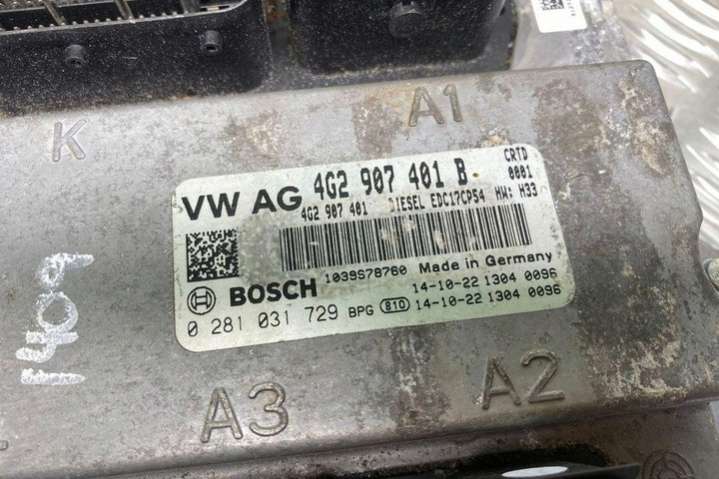 K
A1
VW AG 4G2 907 401 B CRTD
4G2 907 401 DIESEL EDC17CP54 HW: H33 0001
1039S78760 Made in Germany
BOSCH 14-10-22 1304 0096
0 281 031 729 BPG 810 14-10-22 1304 0096
1409
A3
A2